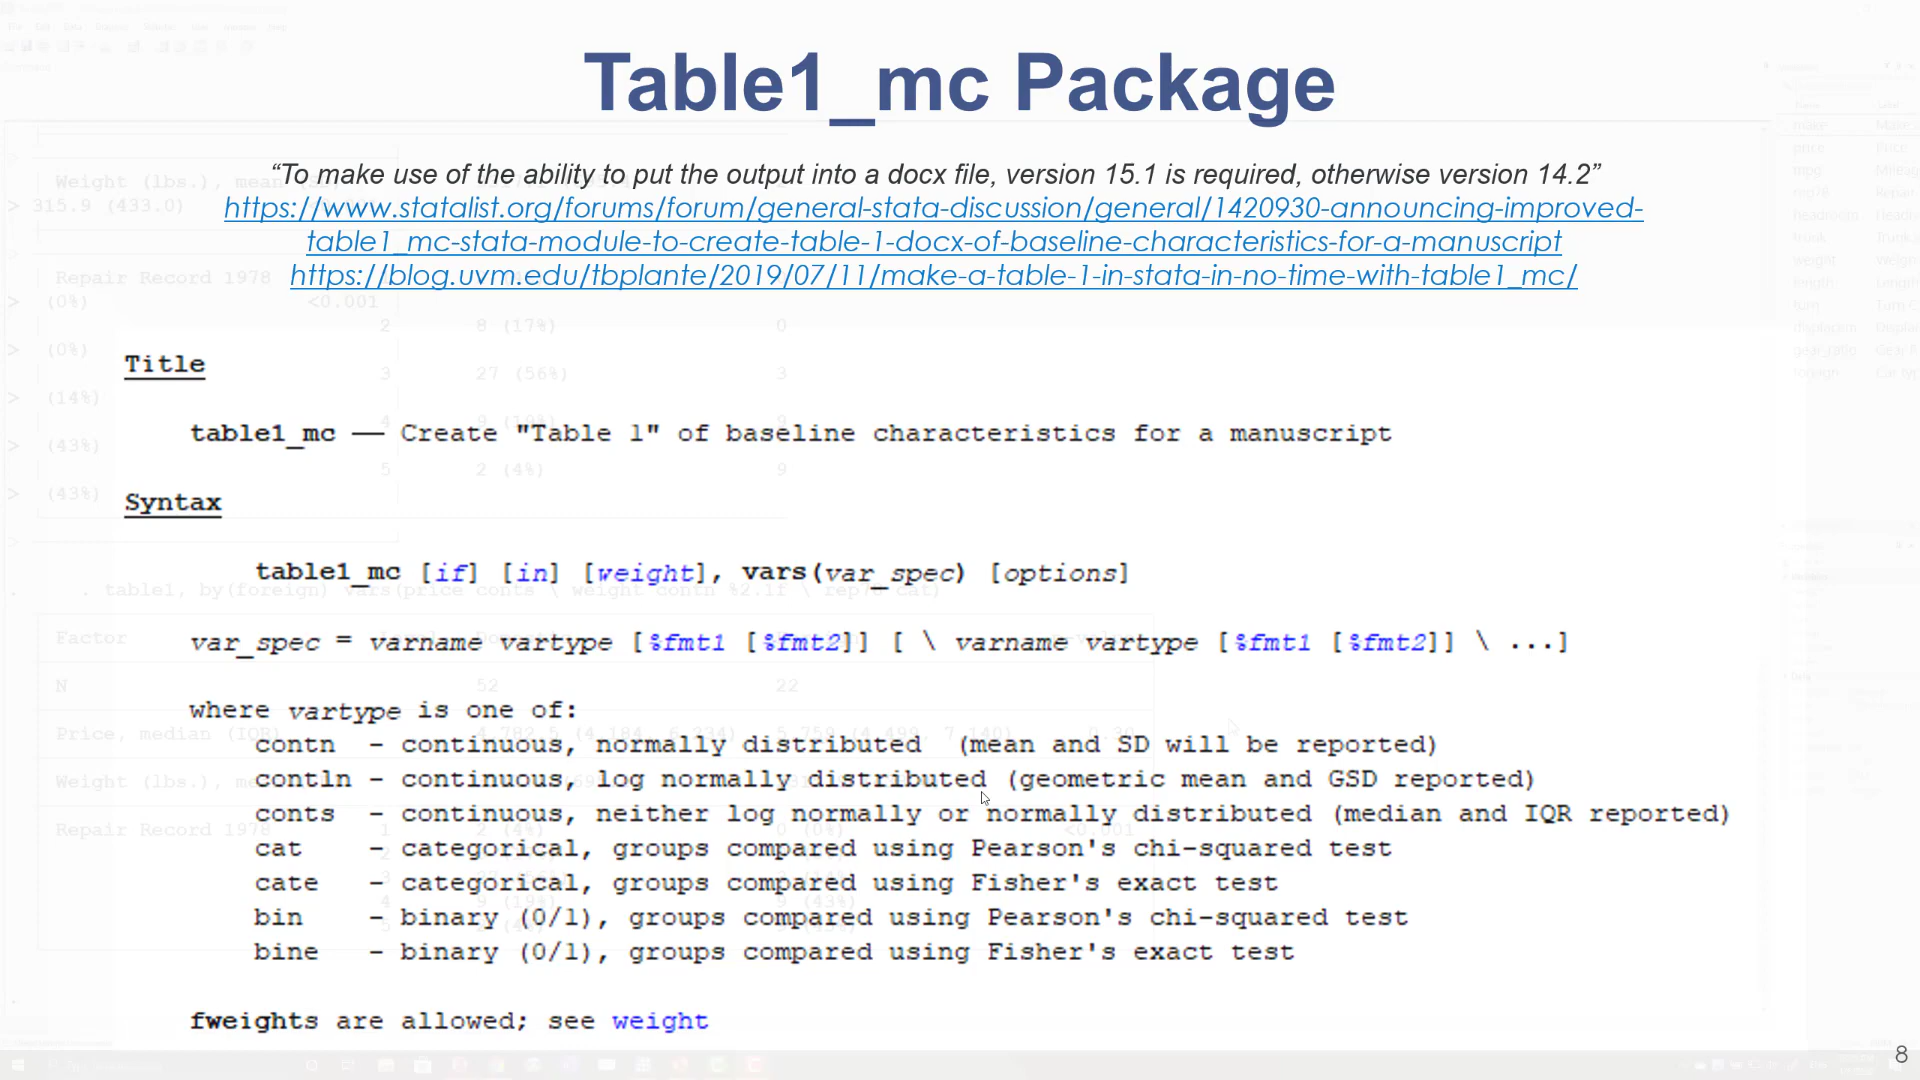 Table1_mc Package
“To make use of the ability to put the output into a docx file, version 15.1 is required, otherwise version 14.2”
https://www.statalist.org/forums/forum/general-stata-discussion/general/1420930-announcing-improved-
table1_mc-stata-module-to-create-table-1-docx-of-baseline-characteristics-for-a-manuscript
https://blog.uvm.edu/tbplante/2019/07/11/make-a-table-1-in-stata-in-no-time-with-table1_mc/
Title
table1_mc — Create "Table 1" of baseline characteristics for a manuscript
Syntax
table1_mc [if] [in] [weight], vars(var_spec) [options]
var_spec = varname vartype [%fmt1 [%fmt2]] [ \ varname vartype [%fmt1 [%fmt2]] \ ...]
where vartype is one of:
contn - continuous, normally distributed (mean and SD will be reported)
contln - continuous, log normally distributed (geometric mean and GSD reported)
conts - continuous, neither log normally or normally distributed (median and IQR reported)
cat - categorical, groups compared using Pearson's chi-squared test
cate - categorical, groups compared using Fisher's exact test
bin - binary (0/1), groups compared using Pearson's chi-squared test
bine - binary (0/1), groups compared using Fisher's exact test
fweights are allowed; see weight
8